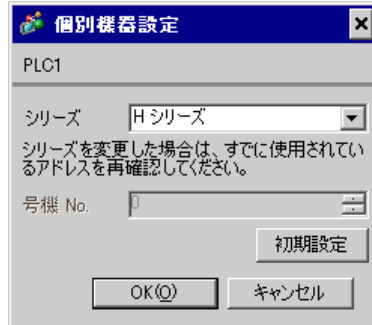 個別機器設定
PLC1
シリーズ H シリーズ
シリーズを変更した場合は、すでに使用されてい
るアドレスを再確認してください。
号機 No. 0
初期設定
OK(O) キャンセル